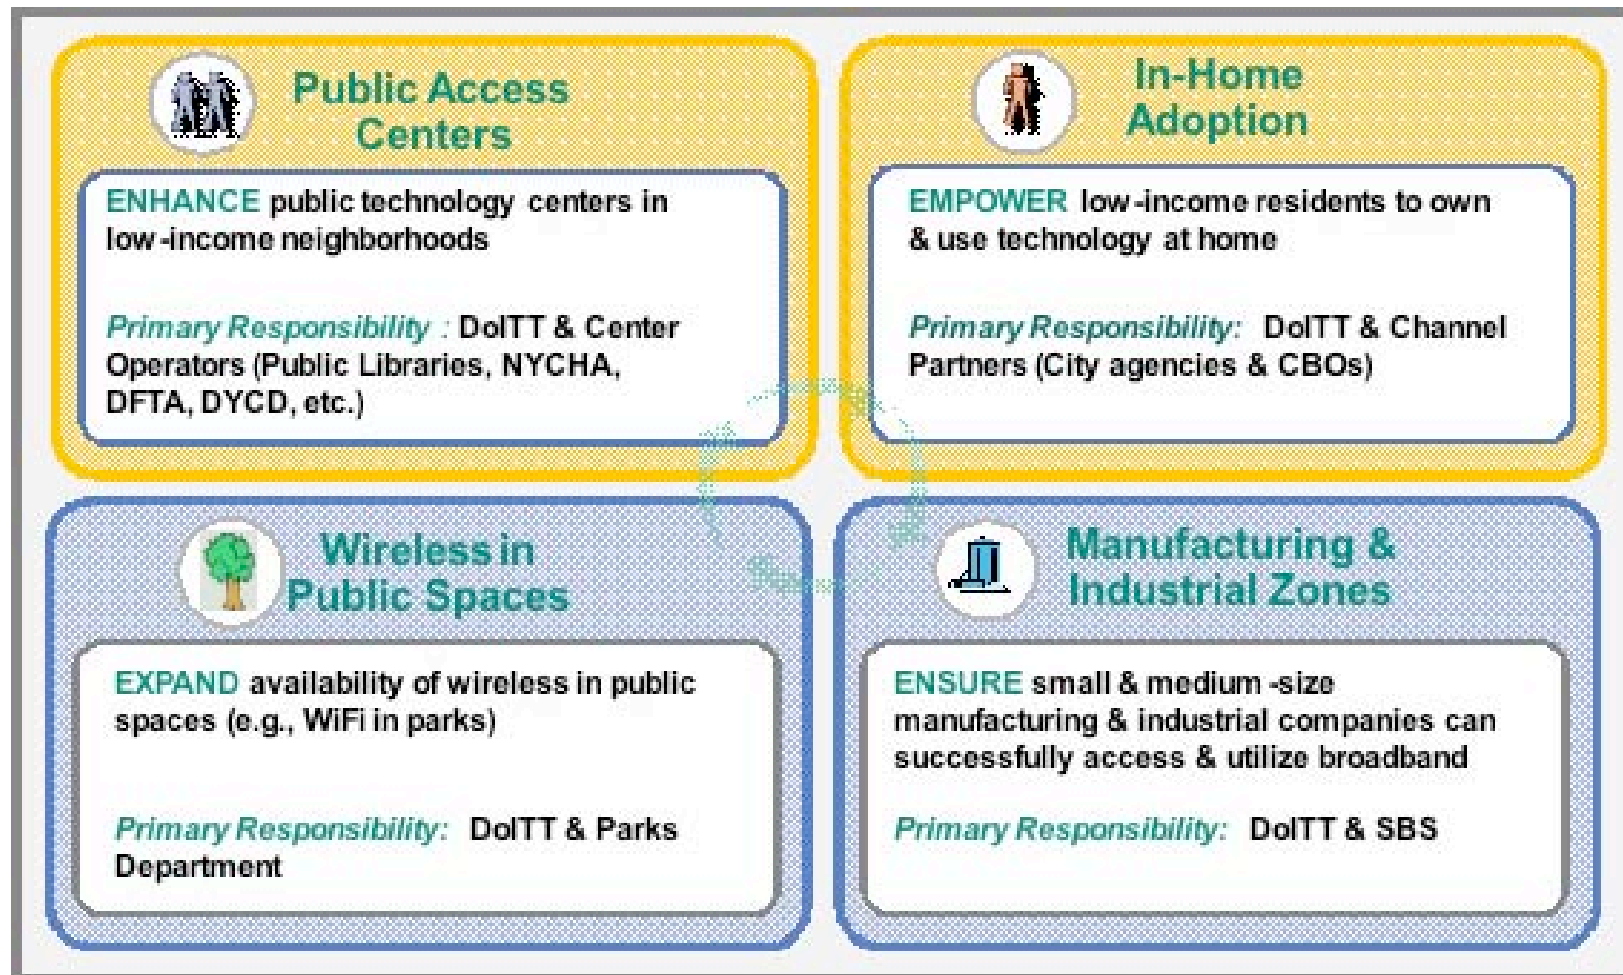 Public Access
Centers
ENHANCE public technology centers in
low-income neighborhoods
Primary Responsibility : DoITT & Center
Operators (Public Libraries, NYCHA,
DFTA, DYCD, etc.)
In-Home
Adoption
EMPOWER low-income residents to own
& use technology at home
Primary Responsibility: DoITT & Channel
Partners (City agencies & CBOs)
Wireless in
Public Spaces
EXPAND availability of wireless in public
spaces (e.g., WiFi in parks)
Primary Responsibility: DoITT & Parks
Department
Manufacturing &
Industrial Zones
ENSURE small & medium -size
manufacturing & industrial companies can
successfully access & utilize broadband
Primary Responsibility: DoITT & SBS